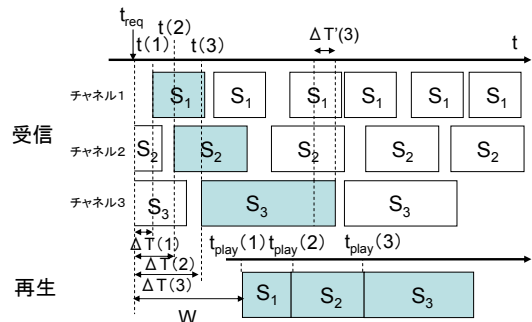 t_req
t(1)
t(2)
t(3)
ΔT'(3)
t
受信
チャネル1
S₁
S₁
S₁
S₁
S₁
S₁
チャネル2
S₂
S₂
S₂
S₂
S₂
チャネル3
S₃
S₃
S₃
ΔT(1)
ΔT(2)
ΔT(3)
W
t_play(1)
t_play(2)
t_play(3)
再生
S₁
S₂
S₃